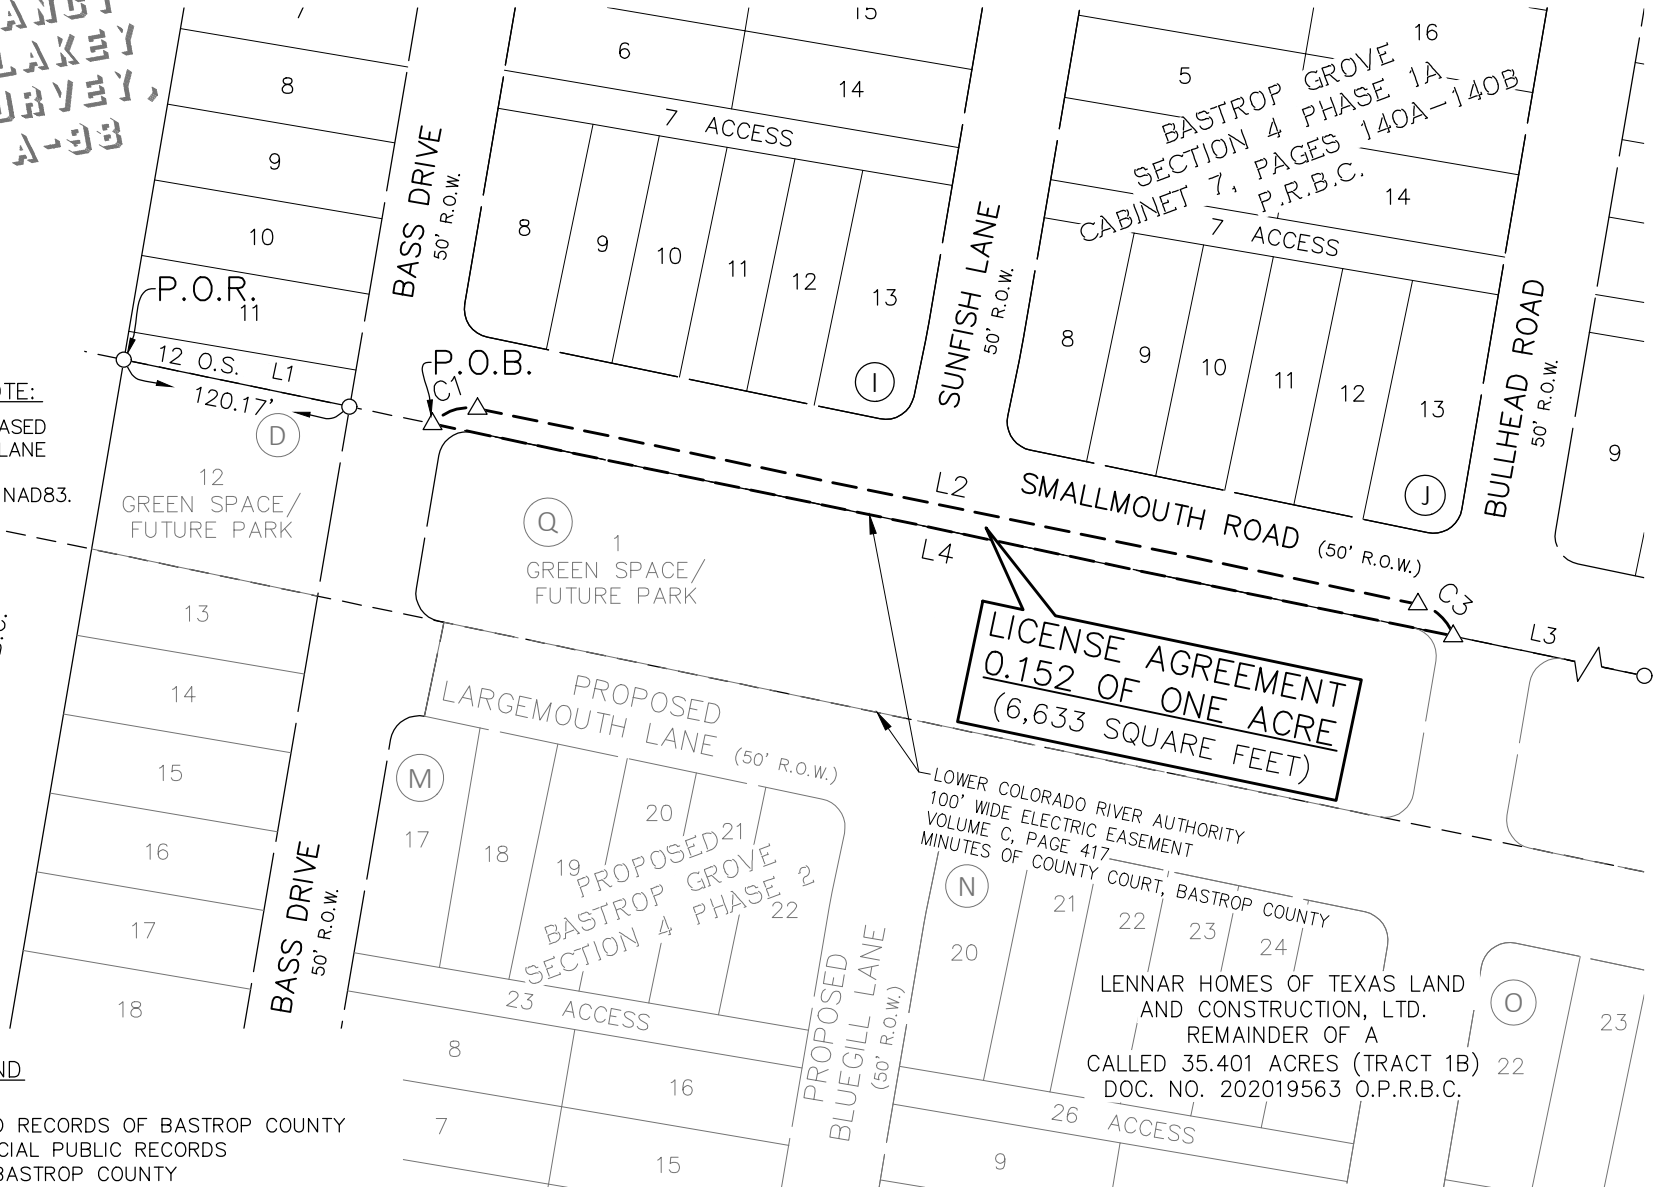 LAKEY
SURVEY,
A-98
7
8
9
10
11
P.O.R.
12 O.S.
L1
120.17'
D
12
GREEN SPACE/
FUTURE PARK
13
14
15
16
17
18
BASS DRIVE
50' R.O.W.
6
15
14
7 ACCESS
8
9
10
11
12
13
I
P.O.B.
C1
SUNFISH LANE
50' R.O.W.
5
16
BASTROP GROVE
SECTION 4 PHASE 1A
CABINET 7, PAGES 140A-140B
P.R.B.C.
14
7 ACCESS
8
9
10
11
12
13
J
BULLHEAD ROAD
50' R.O.W.
9
L2
SMALLMOUTH ROAD (50' R.O.W.)
L4
C3
L3
Q
1
GREEN SPACE/
FUTURE PARK
LICENSE AGREEMENT
0.152 OF ONE ACRE
(6,633 SQUARE FEET)
PROPOSED
LARGEMOUTH LANE (50' R.O.W.)
LOWER COLORADO RIVER AUTHORITY
100' WIDE ELECTRIC EASEMENT
VOLUME C, PAGE 417
MINUTES OF COUNTY COURT, BASTROP COUNTY
M
17
18
19
20
21
22
PROPOSED
BASTROP GROVE
SECTION 4 PHASE 2
23 ACCESS
8
16
7
15
BASS DRIVE
50' R.O.W.
PROPOSED
BLUEGILL LANE
(50' R.O.W.)
N
20
21
22
23
24
LENNAR HOMES OF TEXAS LAND
AND CONSTRUCTION, LTD.
REMAINDER OF A
CALLED 35.401 ACRES (TRACT 1B)
DOC. NO. 202019563 O.P.R.B.C.
26 ACCESS
9
O
22
23
OTE:
ASED
LANE
NAD83.
ND
RECORDS OF BASTROP COUNTY
CIAL PUBLIC RECORDS
BASTROP COUNTY